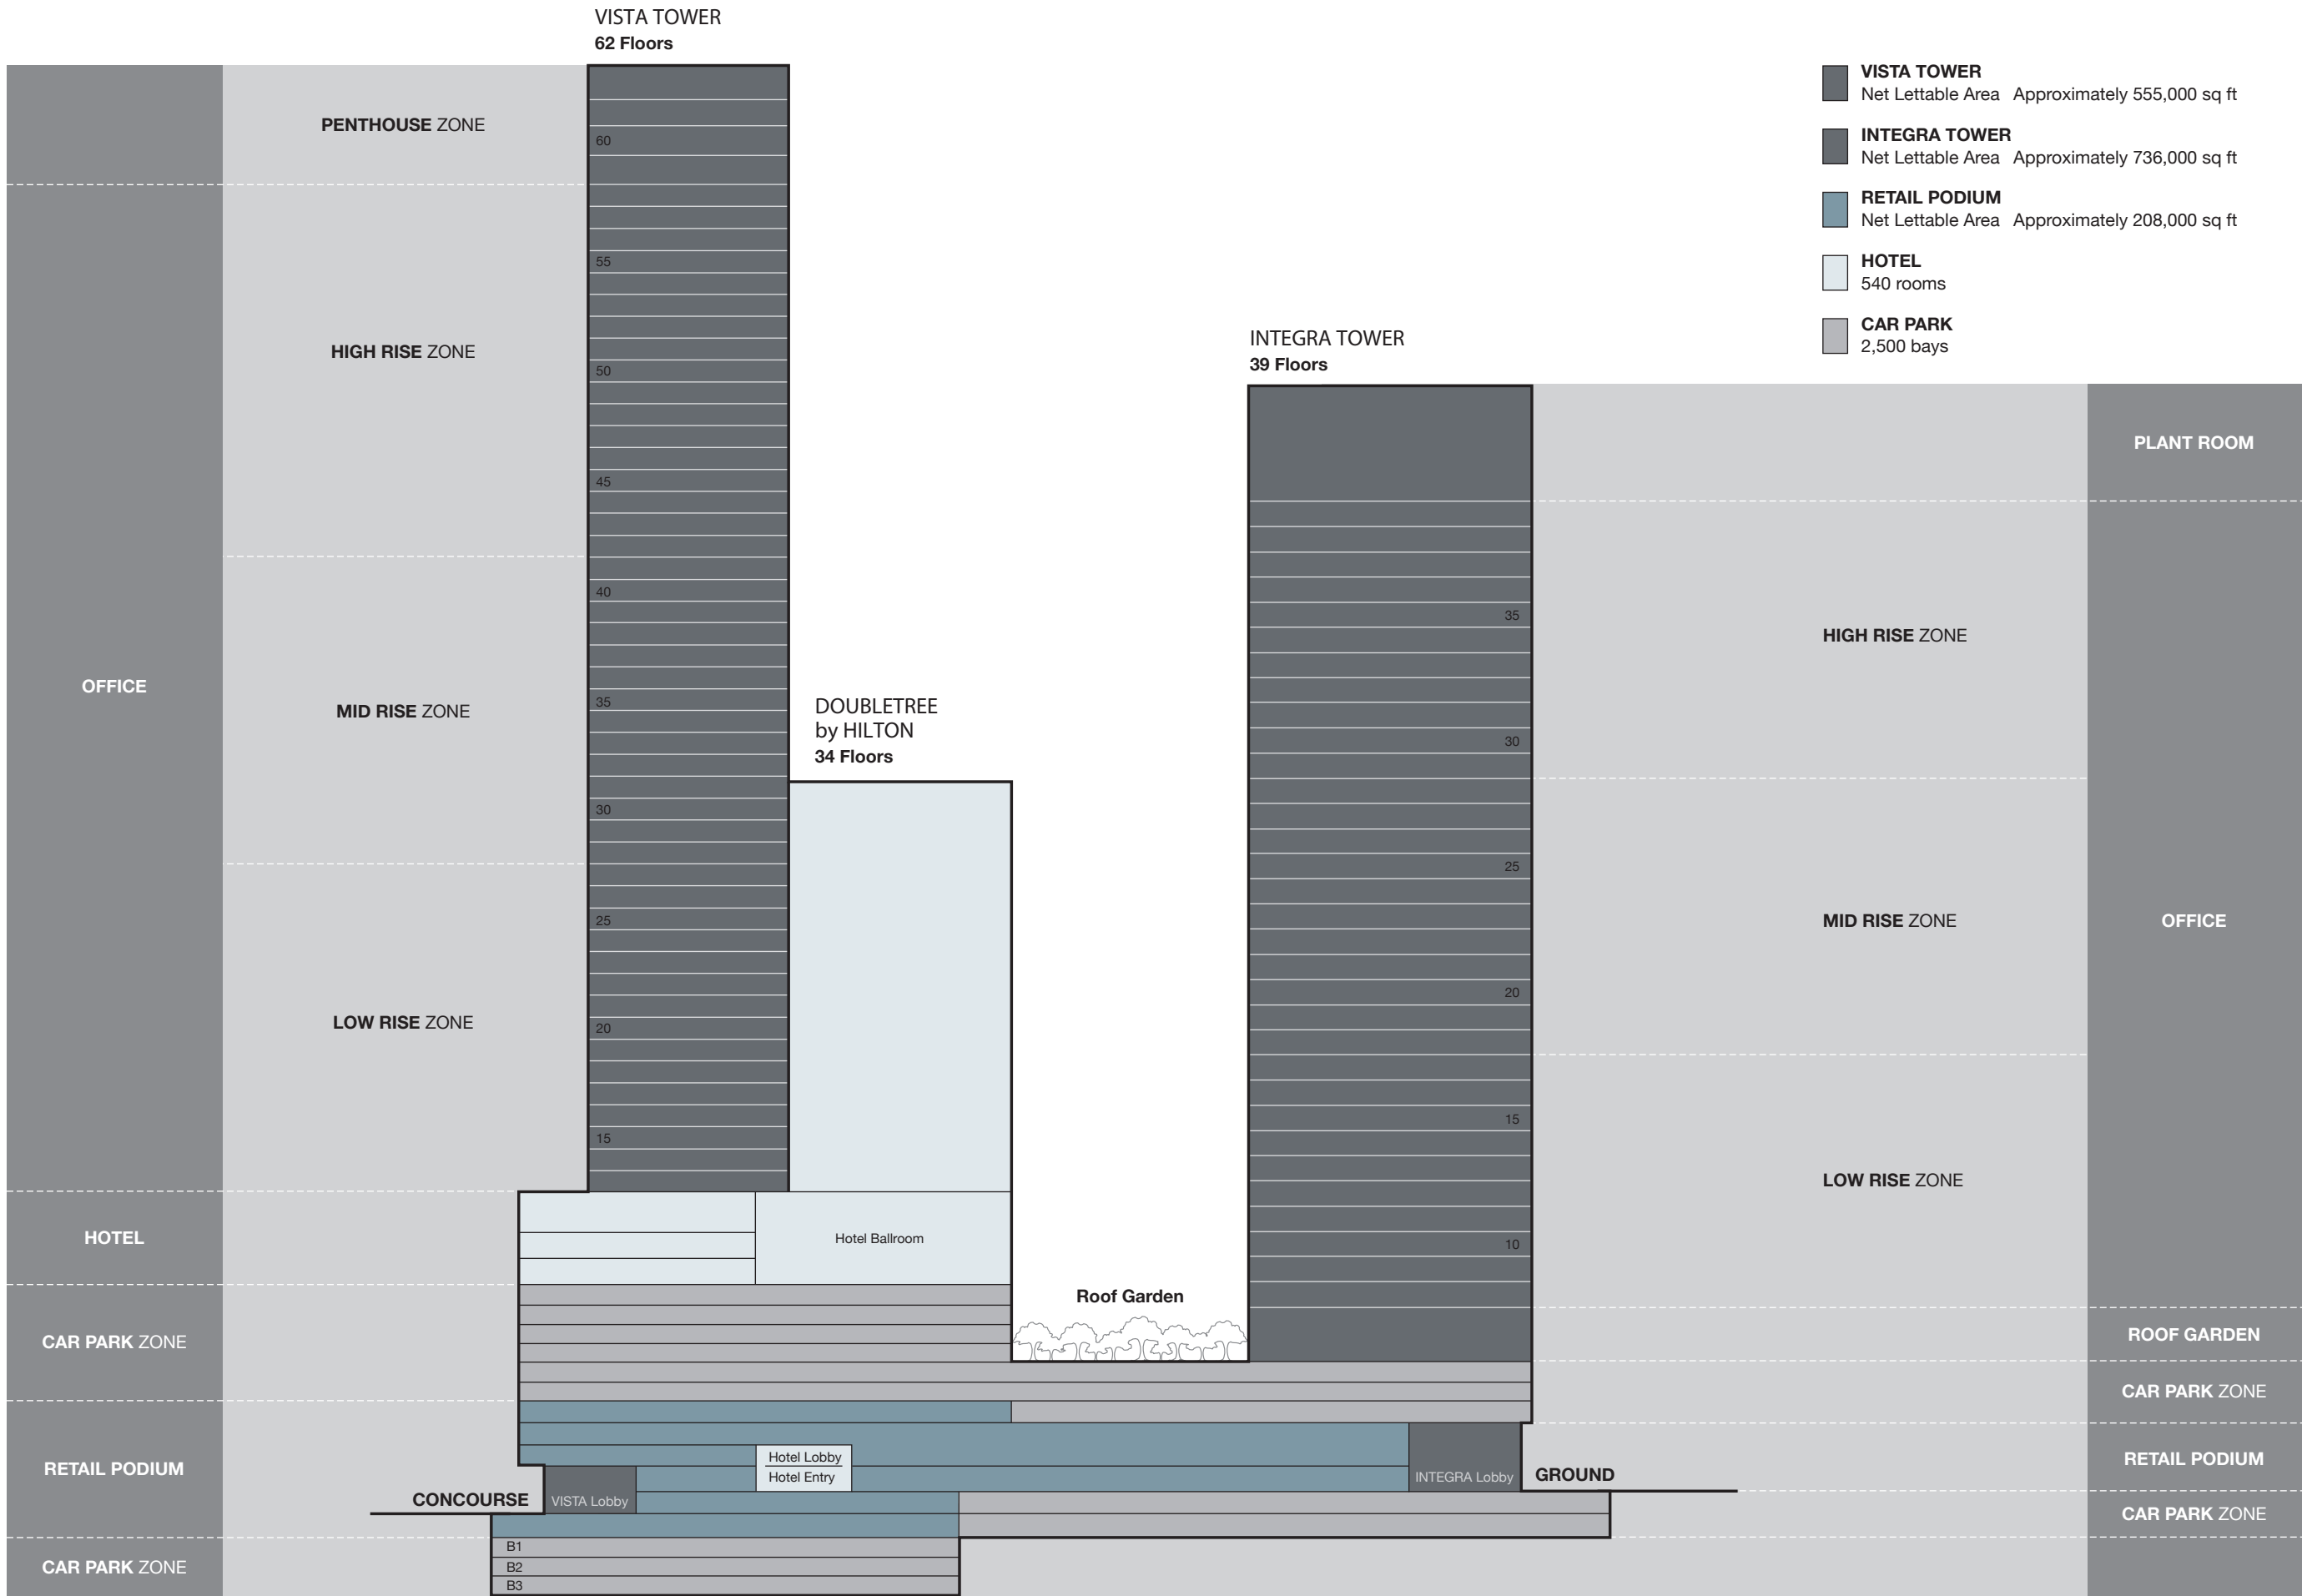 VISTA TOWER
62 Floors
VISTA TOWER
Net Lettable Area Approximately 555,000 sq ft
INTEGRA TOWER
Net Lettable Area Approximately 736,000 sq ft
RETAIL PODIUM
Net Lettable Area Approximately 208,000 sq ft
HOTEL
540 rooms
CAR PARK
2,500 bays
OFFICE
HOTEL
CAR PARK ZONE
RETAIL PODIUM
CAR PARK ZONE
PENTHOUSE ZONE
HIGH RISE ZONE
MID RISE ZONE
LOW RISE ZONE
60
55
50
45
40
35
30
25
20
15
DOUBLETREE
by HILTON
34 Floors
Hotel Ballroom
Roof Garden
INTEGRA TOWER
39 Floors
35
30
25
20
15
10
HIGH RISE ZONE
MID RISE ZONE
LOW RISE ZONE
PLANT ROOM
OFFICE
ROOF GARDEN
CAR PARK ZONE
RETAIL PODIUM
CAR PARK ZONE
Hotel Lobby
Hotel Entry
INTEGRA Lobby
GROUND
CONCOURSE
VISTA Lobby
B1
B2
B3